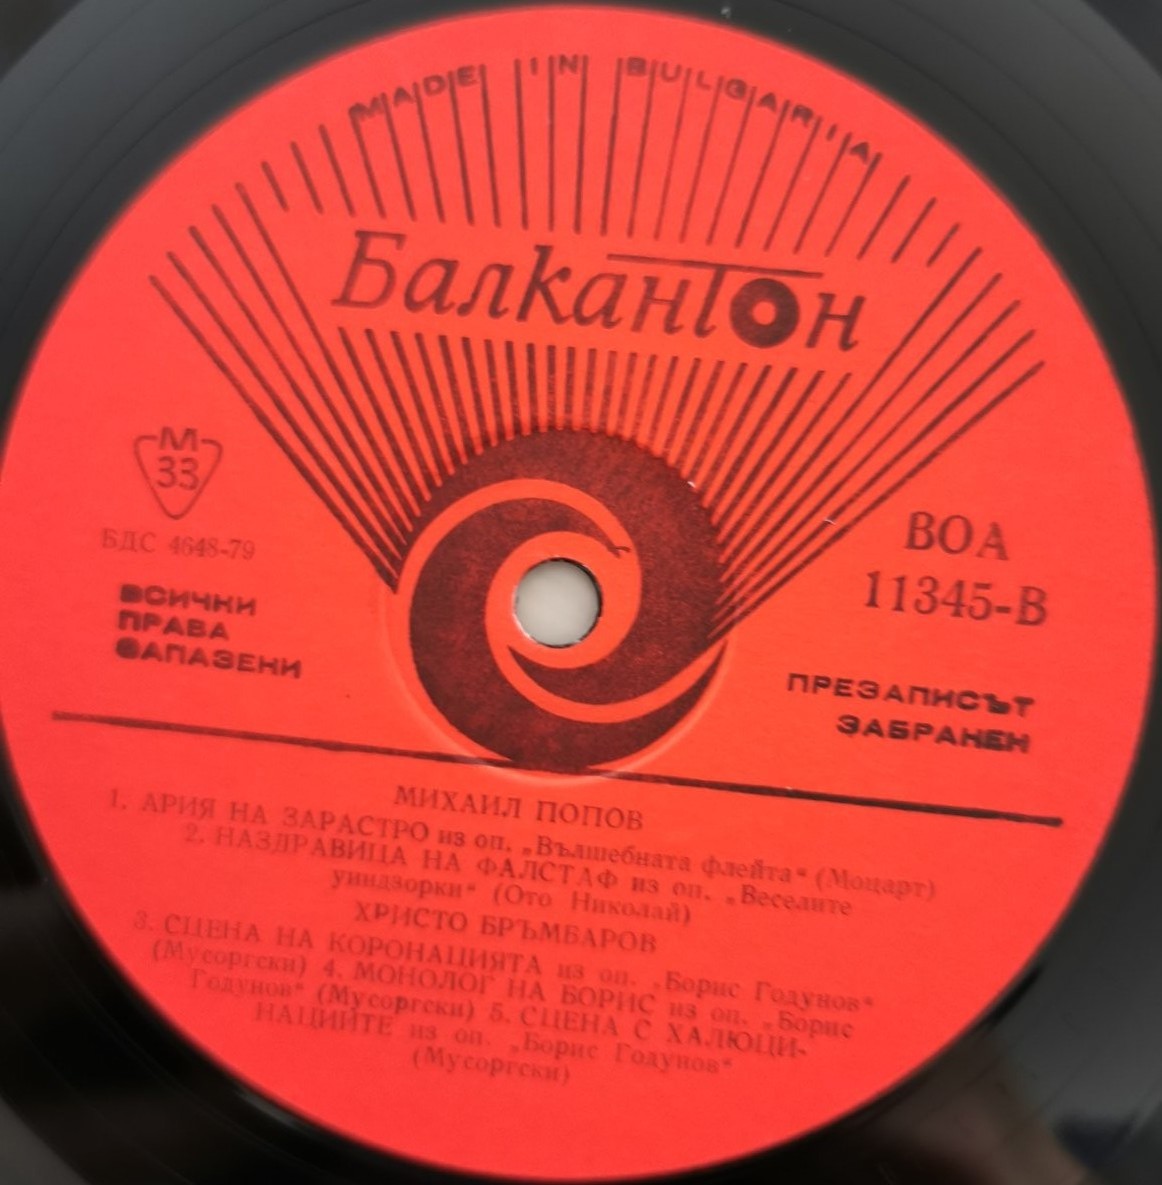 MADE IN BULGARIA
Балкантон
М
33
БДС 4648-79
ВСИЧКИ
ПРАВА
ЗАПАЗЕНИ
ВОА
11345-В
ПРЕЗАПИСЪТ
ЗАБРАНЕН
МИХАИЛ ПОПОВ
1. АРИЯ НА ЗАРАСТРО из оп. „Вълшебната флейта“ (Моцарт)
2. НАЗДРАВИЦА НА ФАЛСТАФ из оп. „Веселите
уиндзорки“ (Ото Николай)
ХРИСТО БРЪМБАРОВ
3. СЦЕНА НА КОРОНАЦИЯТА из оп. „Борис Годунов“
(Мусоргски) 4. МОНОЛОГ НА БОРИС из оп. „Борис
Годунов“ (Мусоргски) 5. СЦЕНА С ХАЛЮЦИ-
НАЦИИТЕ из оп. „Борис Годунов“
(Мусоргски)